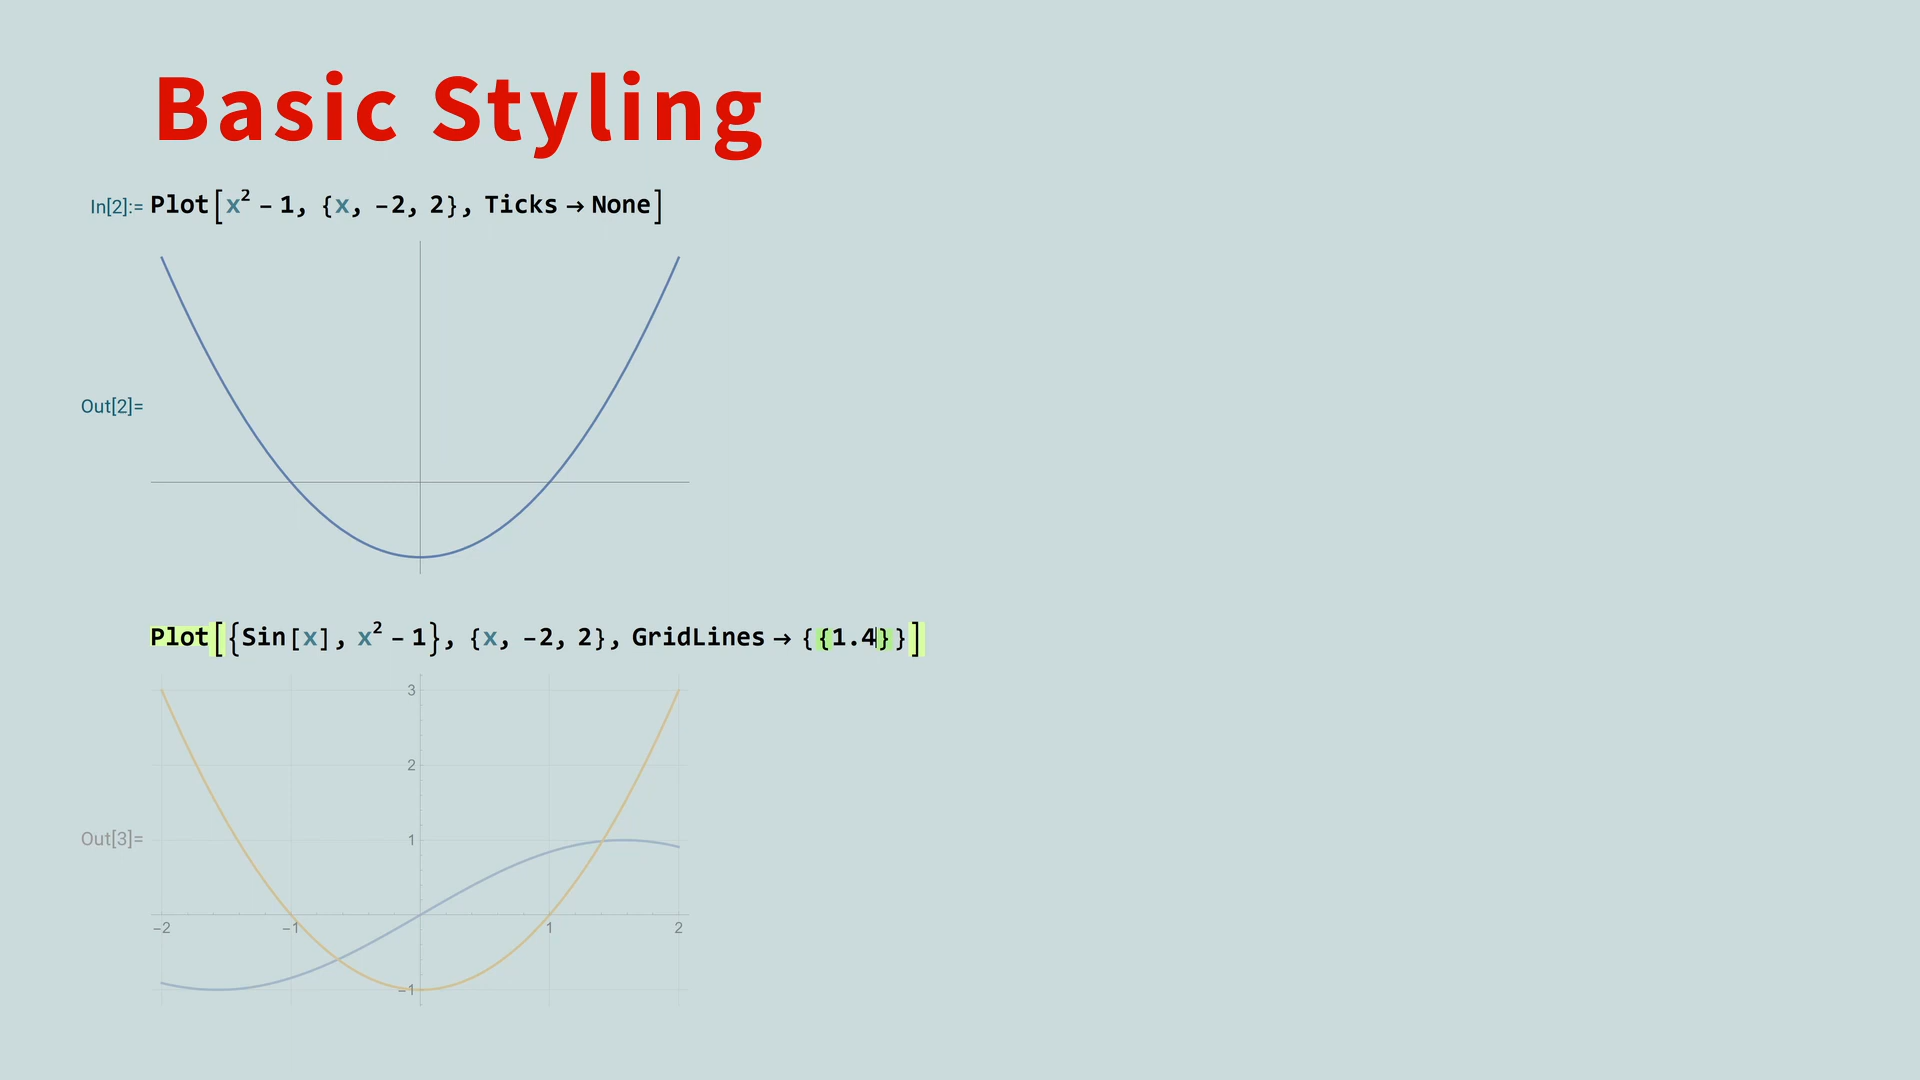 Basic Styling
In[2]:= Plot[x² – 1, {x, –2, 2}, Ticks → None]
Out[2]=
Plot[{Sin[x], x² – 1}, {x, –2, 2}, GridLines → {{1.4}}]
3
2
Out[3]=
1
–2 –1 1 2
–1